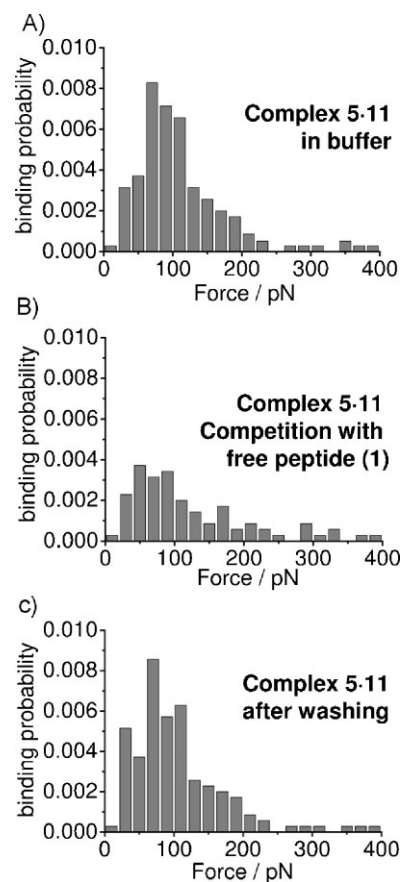 A)
0.010
0.008
0.006
0.004
0.002
0.000
binding probability
Complex 5·11
in buffer
0 100 200 300 400
Force / pN
B)
0.010
0.008
0.006
0.004
0.002
0.000
binding probability
Complex 5·11
Competition with
free peptide (1)
0 100 200 300 400
Force / pN
c)
0.010
0.008
0.006
0.004
0.002
0.000
binding probability
Complex 5·11
after washing
0 100 200 300 400
Force / pN